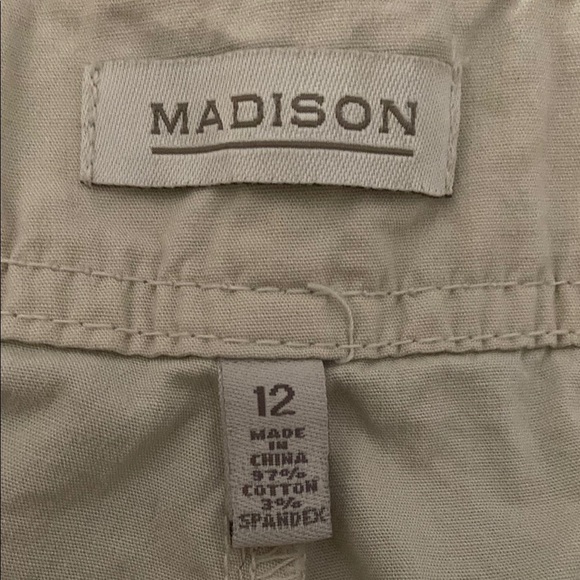 MADISON
12
MADE
IN
CHINA
97%
COTTON
3%
SPANDEX